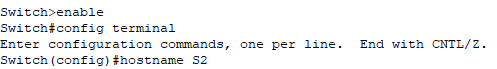 Switch>enable
Switch#config terminal
Enter configuration commands, one per line.  End with CNTL/Z.
Switch(config)#hostname S2